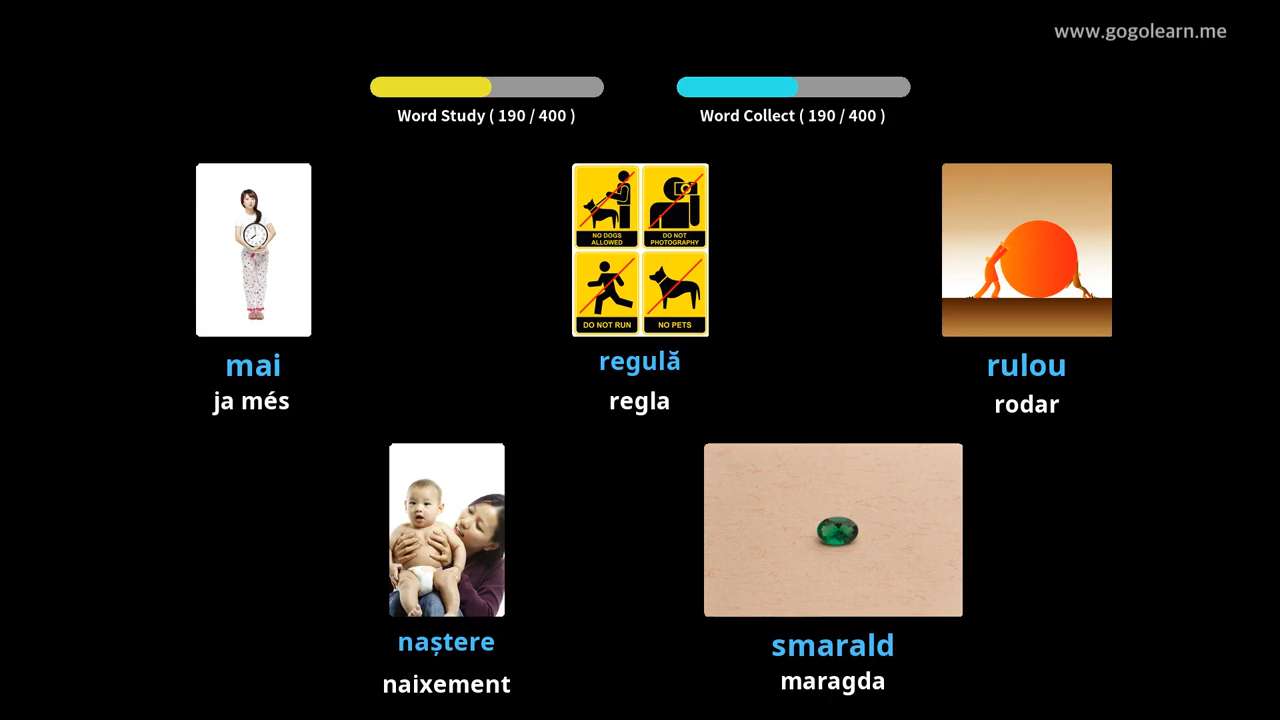 www.gogolearn.me
Word Study ( 190 / 400 )
Word Collect ( 190 / 400 )
NO DOGS
ALLOWED
DO NOT
PHOTOGRAPHY
DO NOT RUN
NO PETS
mai
ja més
regulă
regla
rulou
rodar
naștere
naixement
smarald
maragda